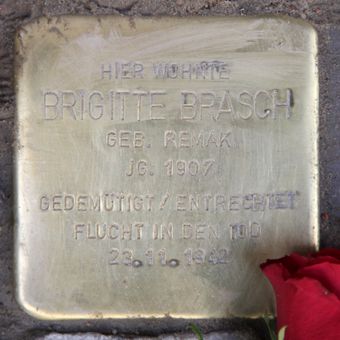 HIER WOHNTE
BRIGITTE BRASCH
GEB. REMAK
JG. 1907
GEDEMÜTIGT / ENTRECHTET
FLUCHT IN DEN TOD
23.11.1942